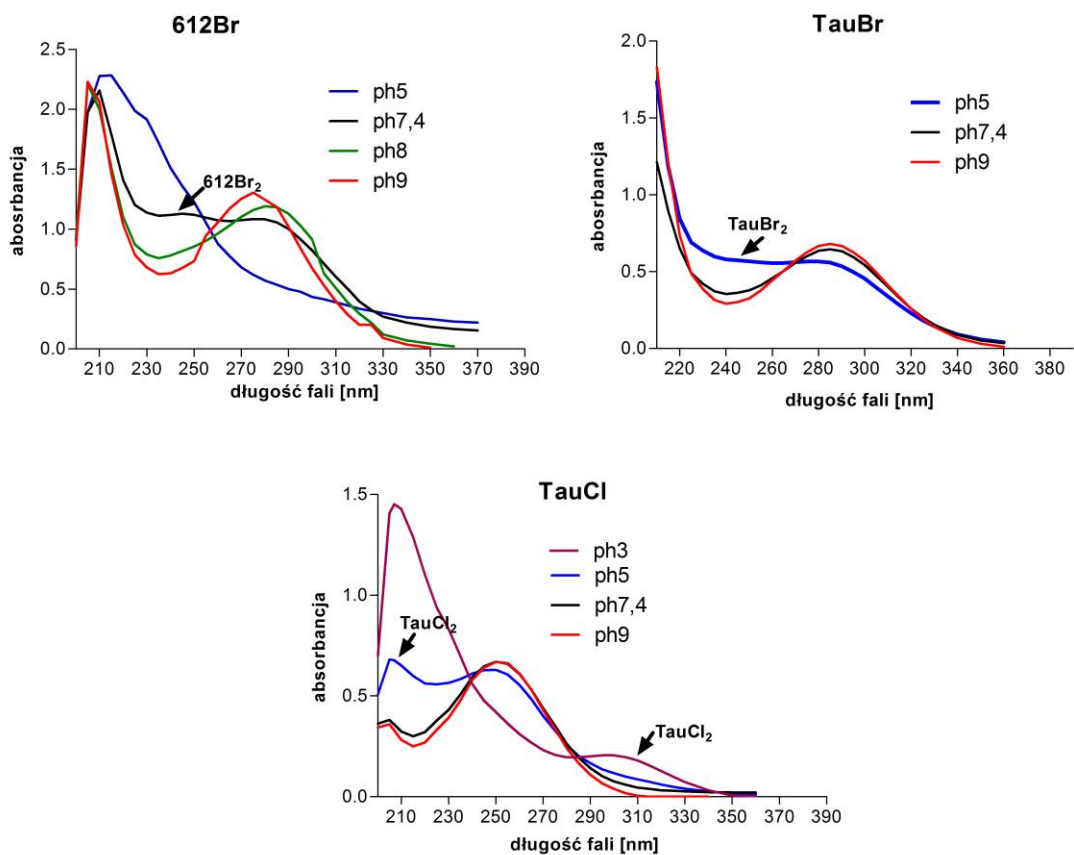 612Br
2.5
2.0
1.5
1.0
0.5
0.0
abosrbancja
ph5
ph7,4
ph8
ph9
612Br₂
210 230 250 270 290 310 330 350 370 390
długość fali [nm]
TauBr
2.0
1.5
1.0
0.5
0.0
abosrbancja
ph5
ph7,4
ph9
TauBr₂
220 240 260 280 300 320 340 360 380
długość fali [nm]
TauCl
1.5
1.0
0.5
0.0
absorbancja
ph3
ph5
ph7,4
ph9
TauCl₂
TauCl₂
210 230 250 270 290 310 330 350 370 390
długość fali [nm]